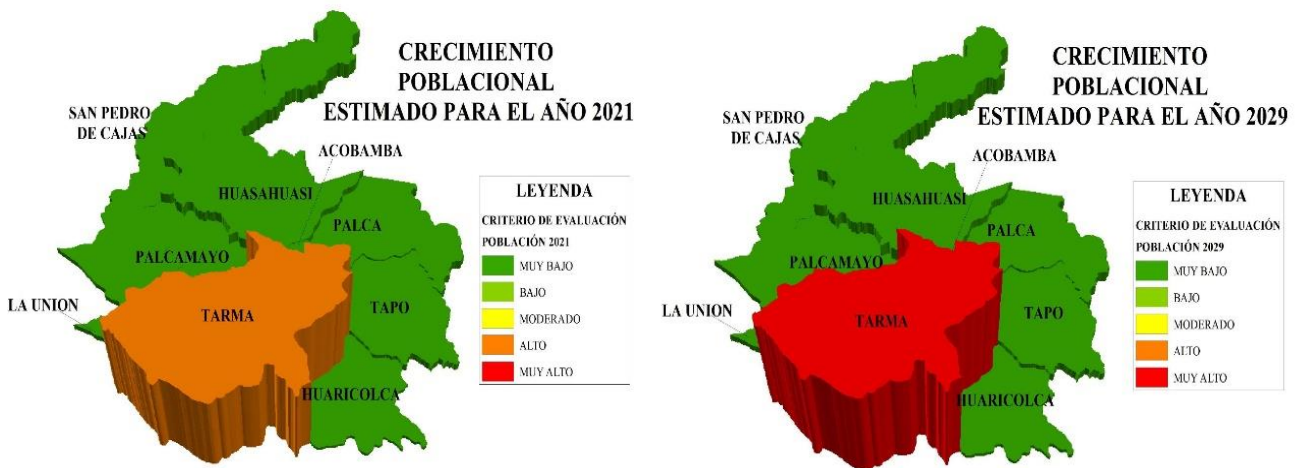 CRECIMIENTO
POBLACIONAL
ESTIMADO PARA EL AÑO 2021
SAN PEDRO
DE CAJAS
ACOBAMBA
HUASAHUASI
PALCA
PALCAMAYO
LA UNION
TARMA
TAPO
HUARICOLCA
LEYENDA
CRITERIO DE EVALUACIÓN
POBLACIÓN 2021
MUY BAJO
BAJO
MODERADO
ALTO
MUY ALTO
CRECIMIENTO
POBLACIONAL
ESTIMADO PARA EL AÑO 2029
SAN PEDRO
DE CAJAS
ACOBAMBA
HUASAHUASI
PALCA
PALCAMAYO
LA UNION
TARMA
TAPO
HUARICOLCA
LEYENDA
CRITERIO DE EVALUACIÓN
POBLACIÓN 2029
MUY BAJO
BAJO
MODERADO
ALTO
MUY ALTO